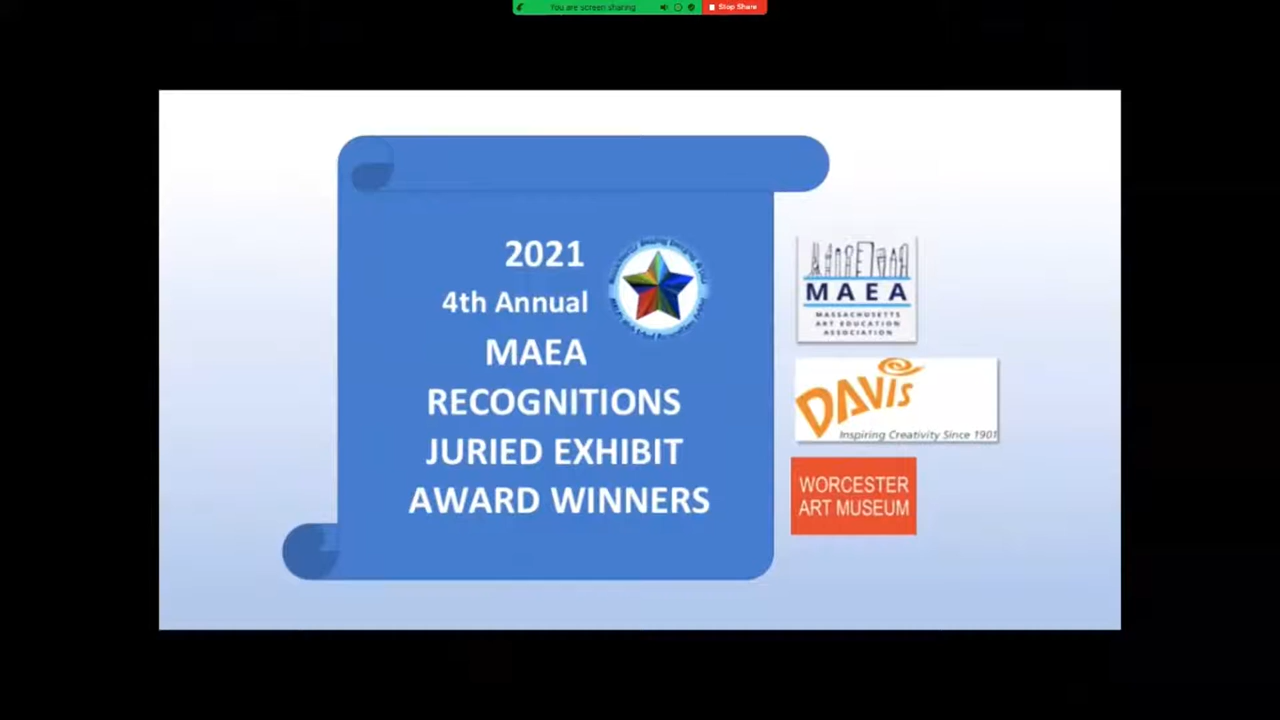 You are screen sharing
Stop Share
2021
4th Annual
MAEA
RECOGNITIONS
JURIED EXHIBIT
AWARD WINNERS
MAEA
MASSACHUSETTS
ART EDUCATION
ASSOCIATION
DAVIS
Inspiring Creativity Since 1901
WORCESTER
ART MUSEUM